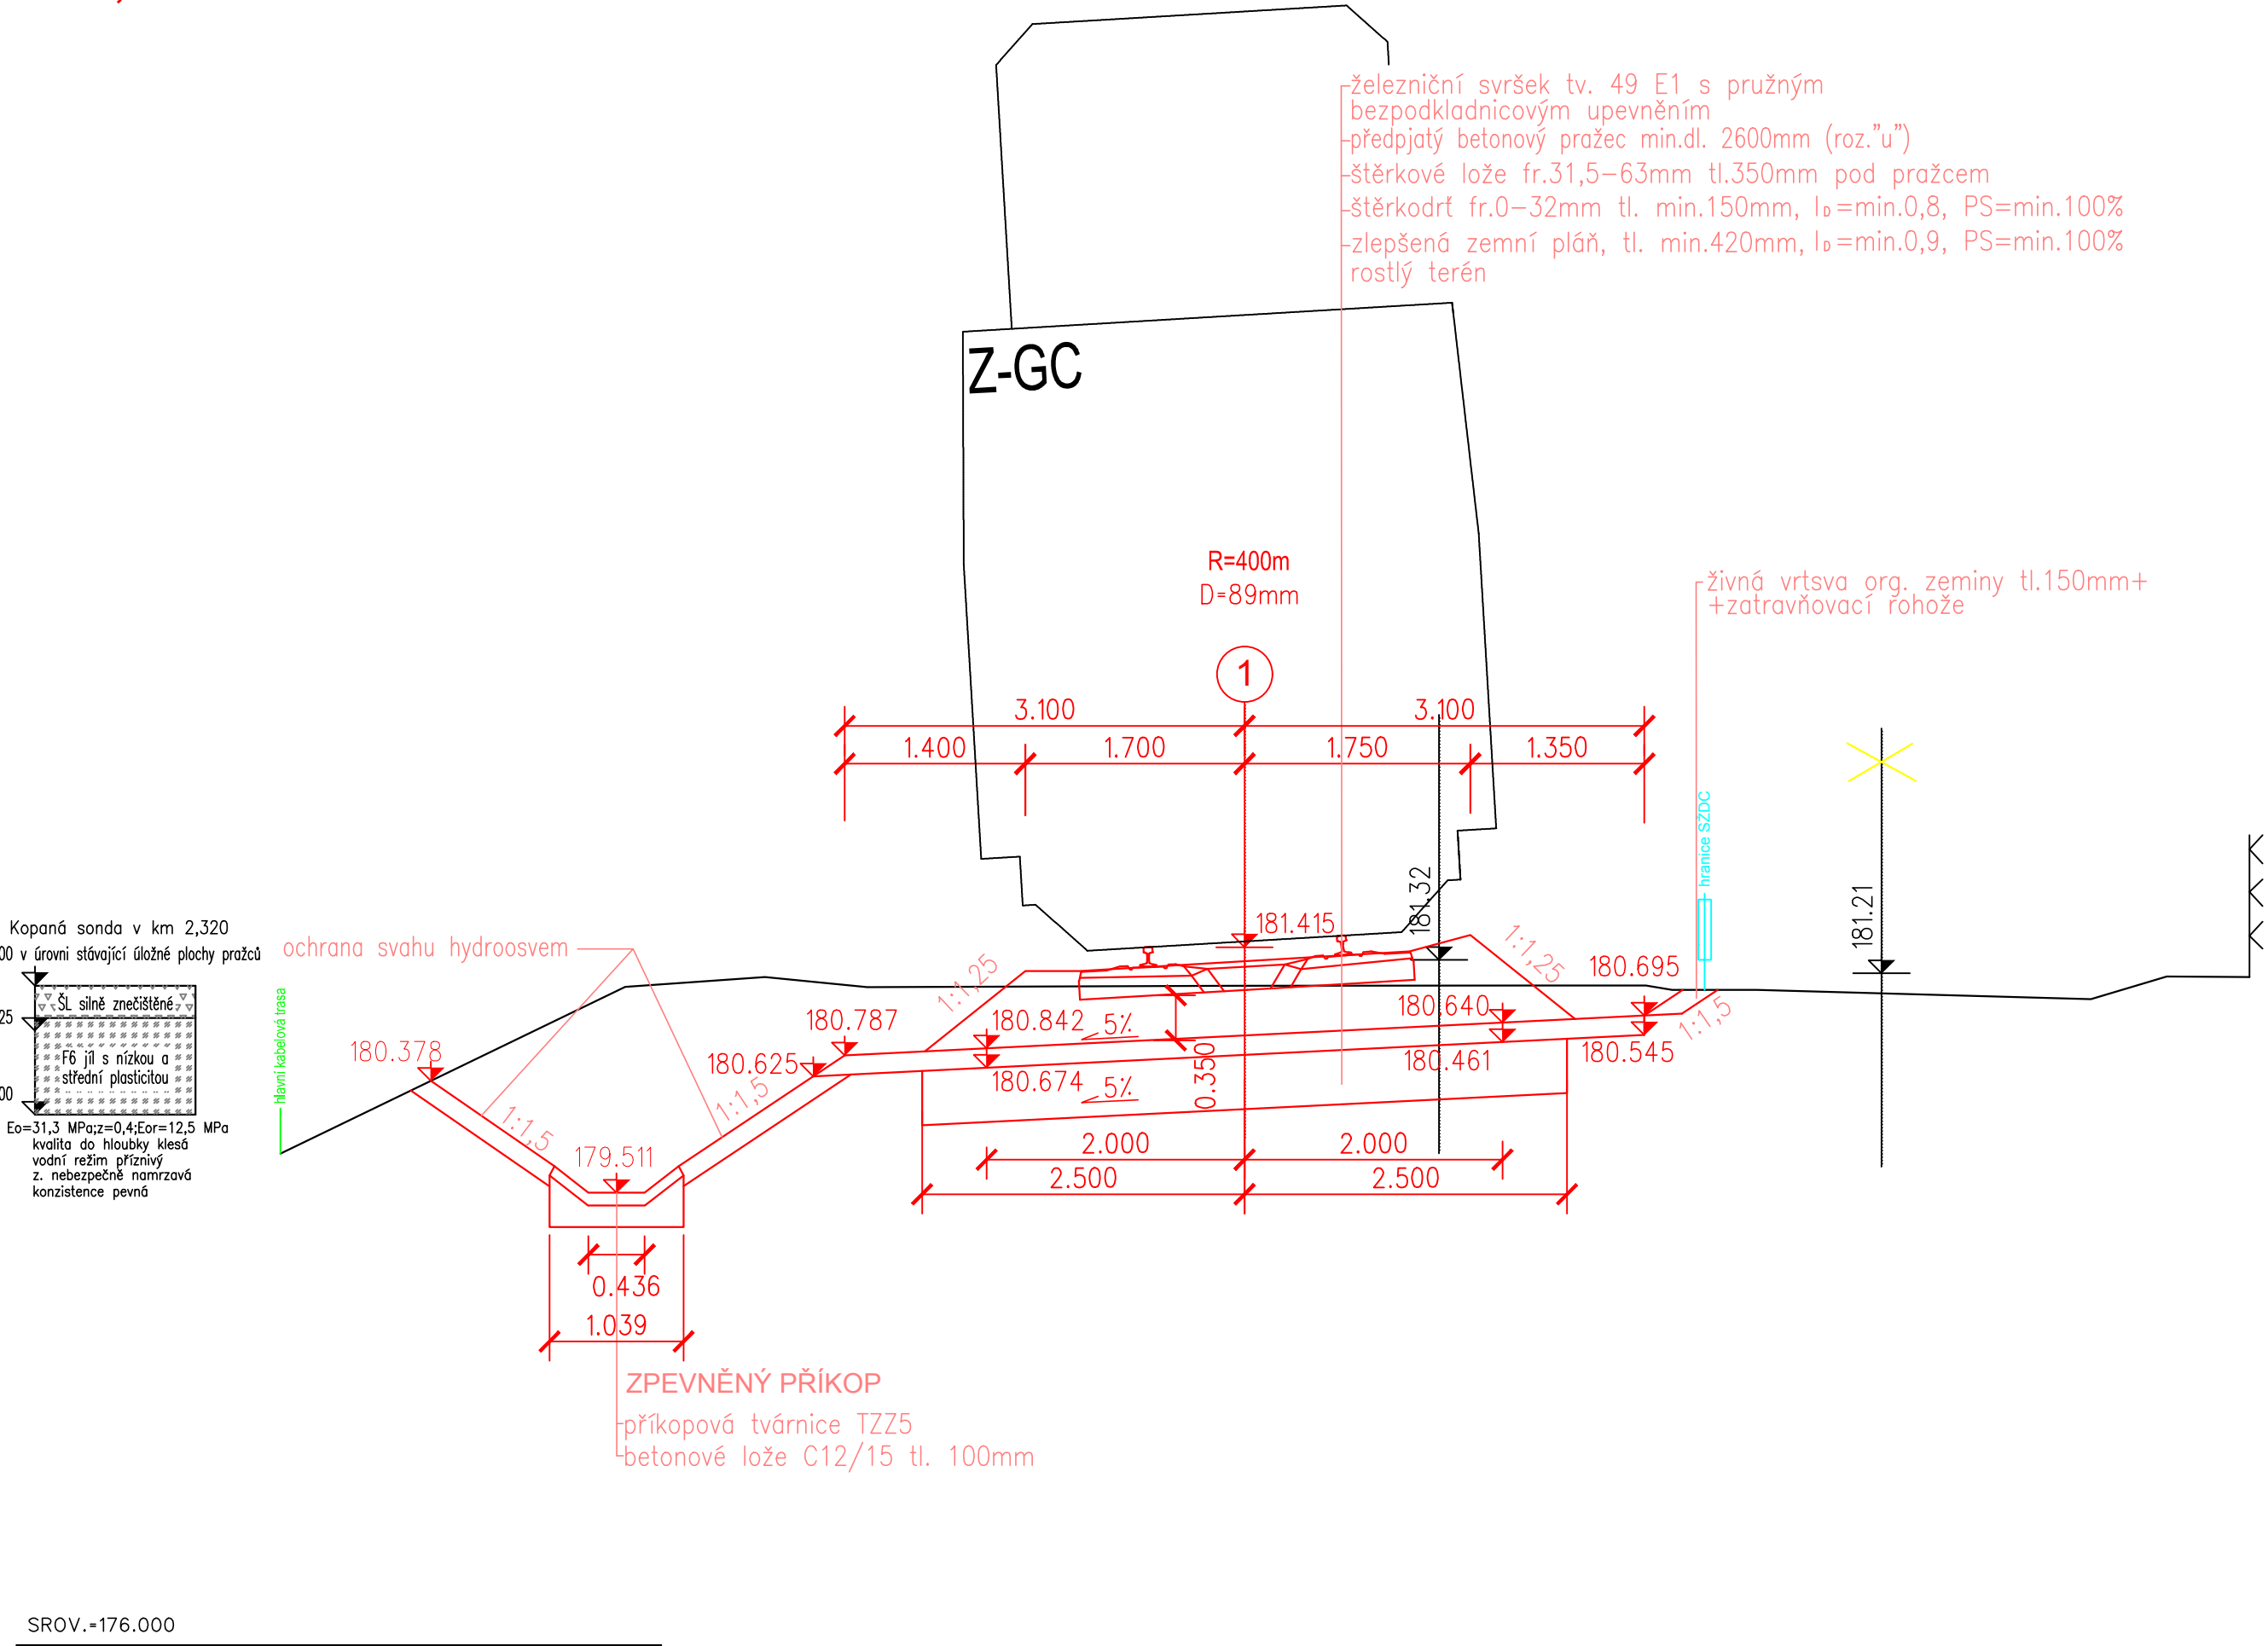 železniční svršek tv. 49 E1 s pružným
bezpodkladnicovým upevněním
předpjatý betonový pražec min.dl. 2600mm (roz."u")
štěrkové lože fr.31,5-63mm tl.350mm pod pražcem
štěrkodrť fr.0-32mm tl. min.150mm, ID=min.0,8, PS=min.100%
zlepšená zemní pláň, tl. min.420mm, ID=min.0,9, PS=min.100%
rostlý terén
Z-GC
R=400m
D=89mm
živná vrtsva org. zeminy tl.150mm+
+zatravňovací rohože
1
3.100
3.100
1.400
1.700
1.750
1.350
hranice SŽDC
181.32
181.21
181.415
Kopaná sonda v km 2,320
00 v úrovni stávající úložné plochy pražců
ŠL silně znečištěné
25
F6 jíl s nízkou a
střední plasticitou
00
Eo=31,3 MPa;z=0,4;Eor=12,5 MPa
kvalita do hloubky klesá
vodní režim příznivý
z. nebezpečně namrzavá
konzistence pevná
hlavní kabelová trasa
ochrana svahu hydroosvem
1:1,25
1:1,25
180.695
180.378
180.787
180.842
5%
180.640
1:1,5
180.625
180.674
5%
0.350
180.461
180.545
1:1,5
1:1,5
179.511
2.000
2.000
2.500
2.500
0.436
1.039
ZPEVNĚNÝ PŘÍKOP
příkopová tvárnice TZZ5
betonové lože C12/15 tl. 100mm
SROV.=176.000